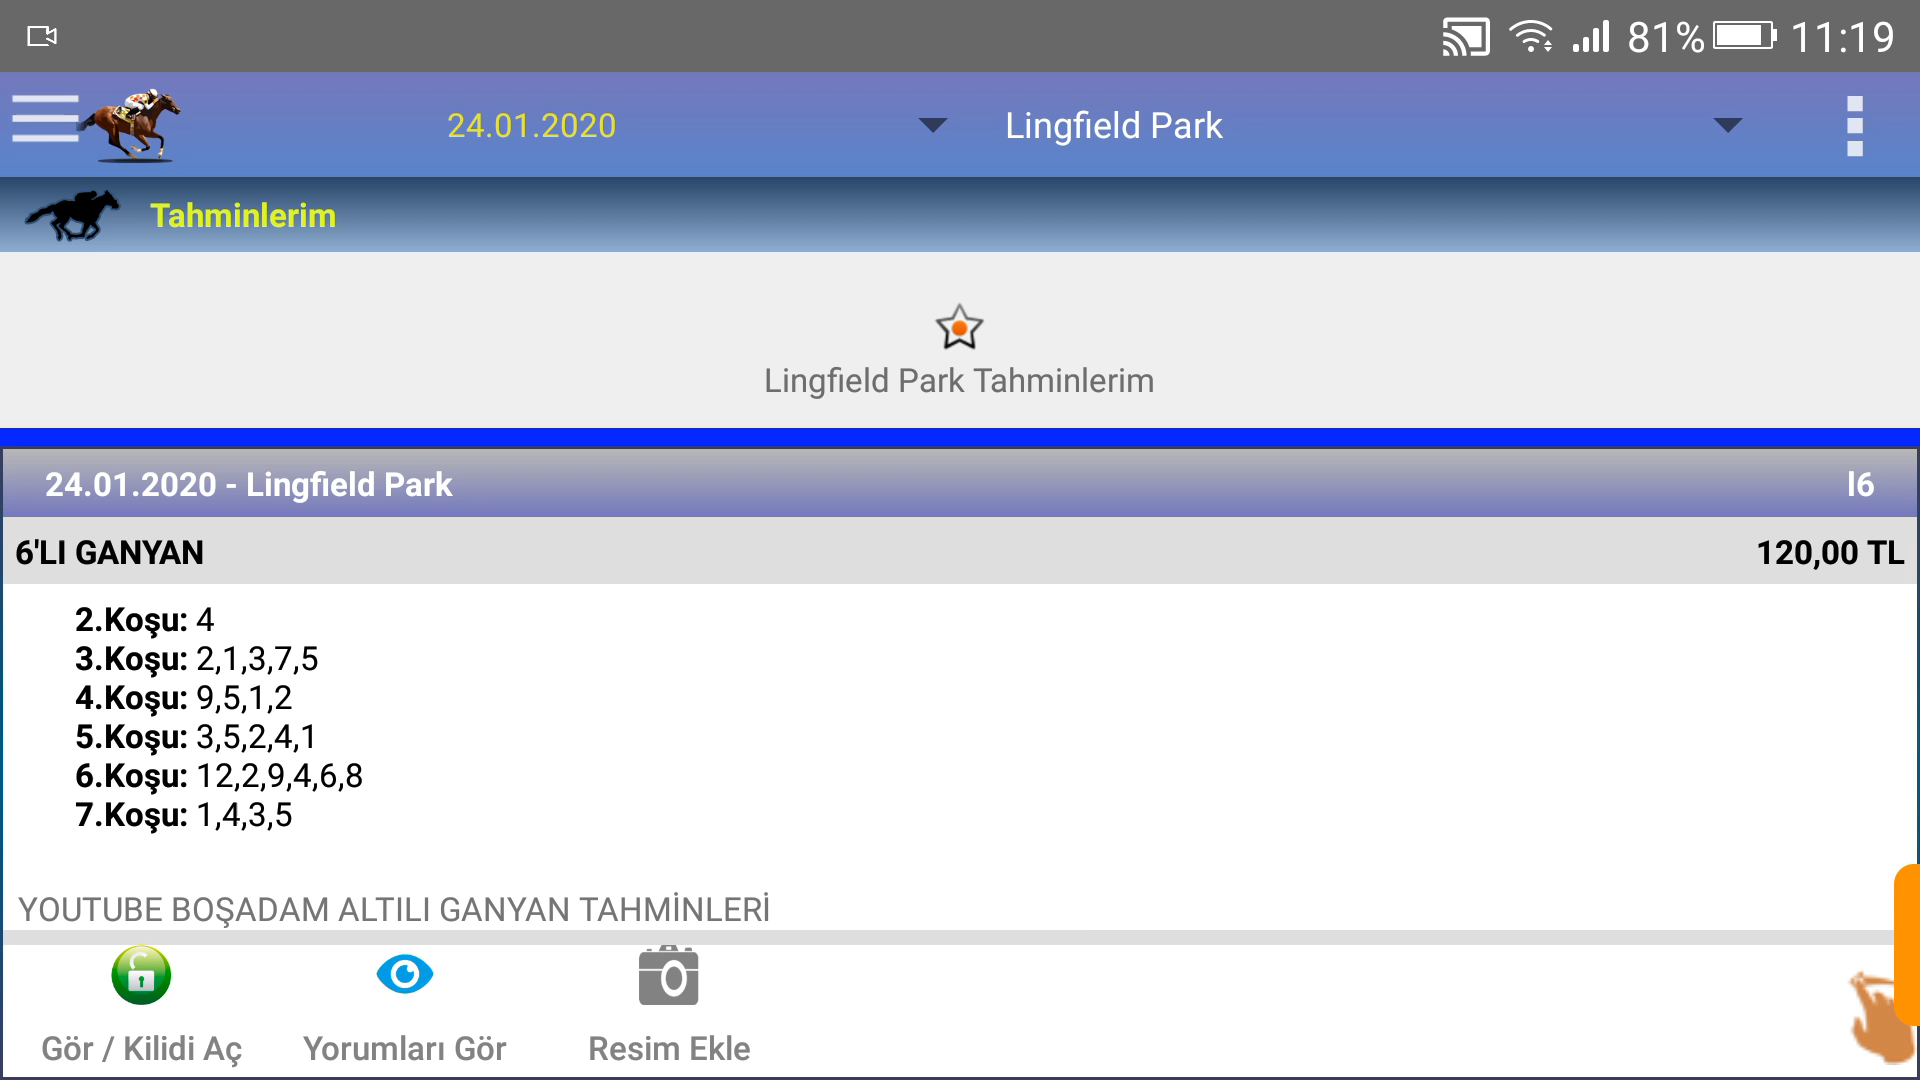 81% 11:19
24.01.2020 Lingfield Park
Tahminlerim
Lingfield Park Tahminlerim
24.01.2020 - Lingfield Park l6
6'LI GANYAN 120,00 TL
2.Koşu: 4
3.Koşu: 2,1,3,7,5
4.Koşu: 9,5,1,2
5.Koşu: 3,5,2,4,1
6.Koşu: 12,2,9,4,6,8
7.Koşu: 1,4,3,5
YOUTUBE BOŞADAM ALTILI GANYAN TAHMİNLERİ
Gör / Kilidi Aç Yorumları Gör Resim Ekle